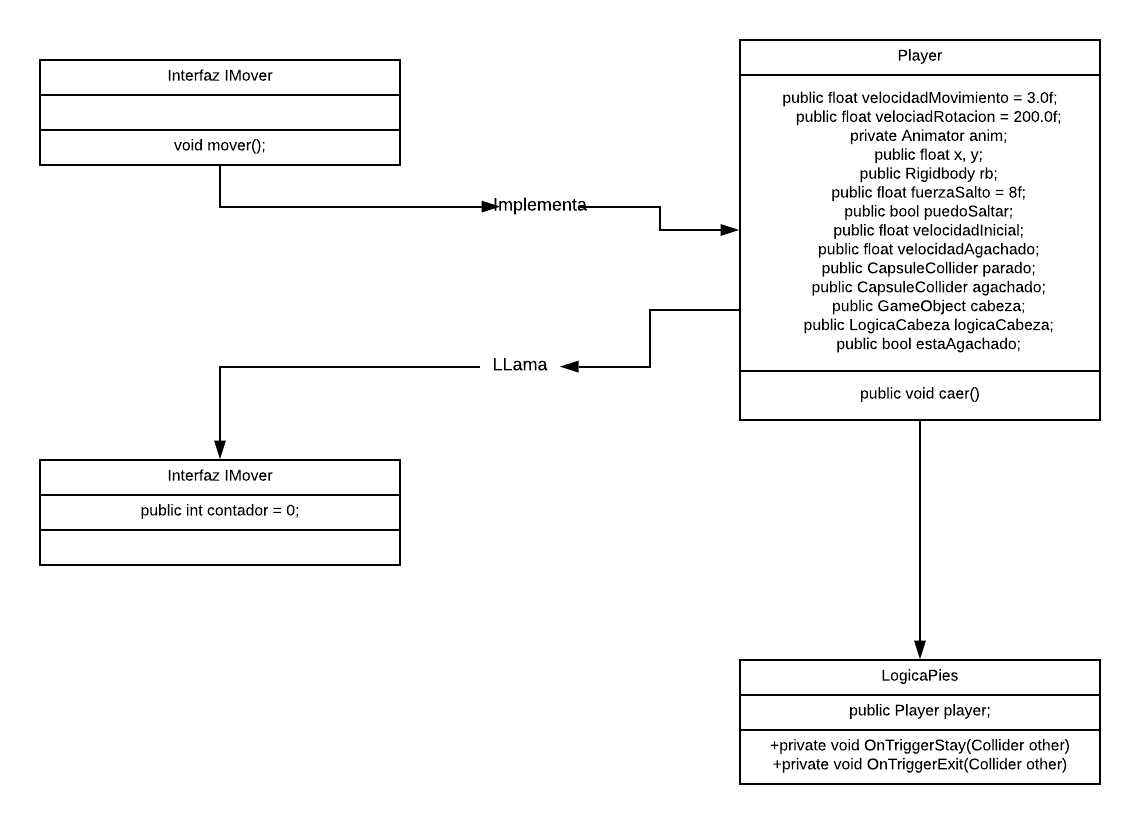 Interfaz IMover
void mover();
Implementa
Player
public float velocidadMovimiento = 3.0f;
public float velociadRotacion = 200.0f;
private Animator anim;
public float x, y;
public Rigidbody rb;
public float fuerzaSalto = 8f;
public bool puedoSaltar;
public float velocidadInicial;
public float velocidadAgachado;
public CapsuleCollider parado;
public CapsuleCollider agachado;
public GameObject cabeza;
public LogicaCabeza logicaCabeza;
public bool estaAgachado;
public void caer()
LLama
Interfaz IMover
public int contador = 0;
LogicaPies
public Player player;
+private void OnTriggerStay(Collider other)
+private void OnTriggerExit(Collider other)